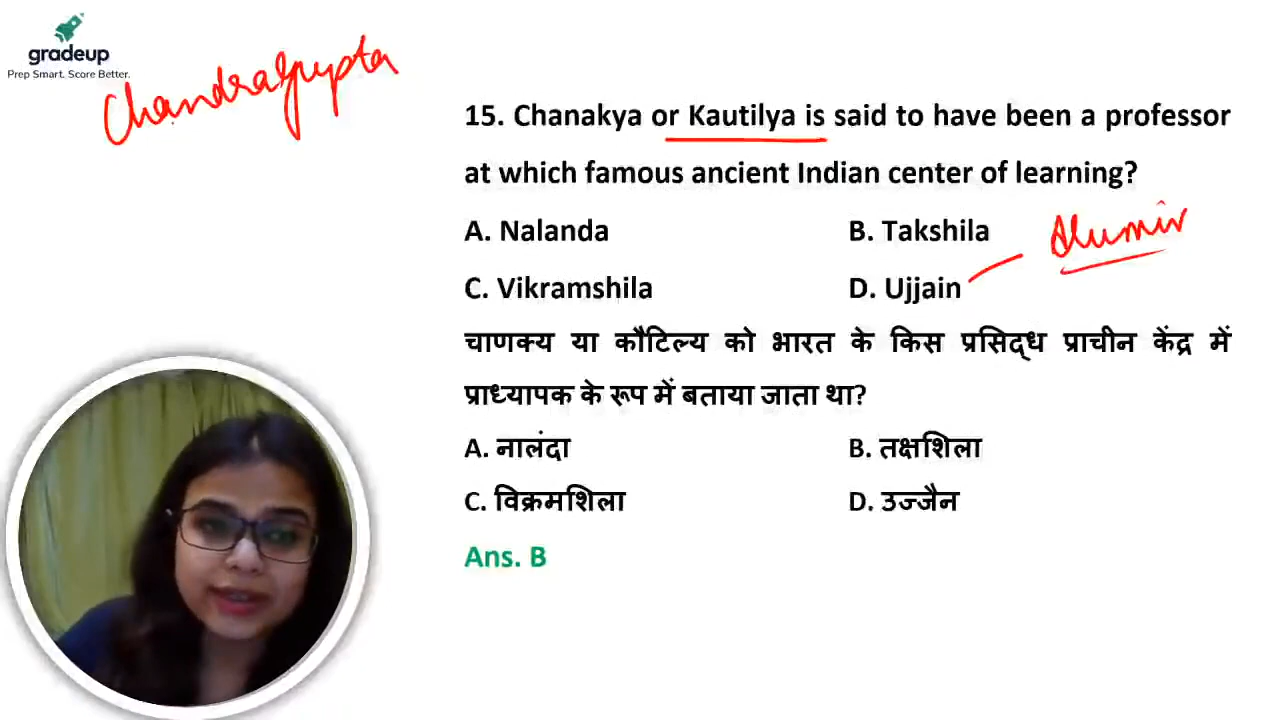 gradeup
Prep Smart. Score Better.
Chandragupta
15. Chanakya or Kautilya is said to have been a professor
at which famous ancient Indian center of learning?
A. Nalanda B. Takshila
C. Vikramshila D. Ujjain
चाणक्य या कौटिल्य को भारत के किस प्रसिद्ध प्राचीन केंद्र में
प्राध्यापक के रूप में बताया जाता था?
A. नालंदा B. तक्षशिला
C. विक्रमशिला D. उज्जैन
Ans. B